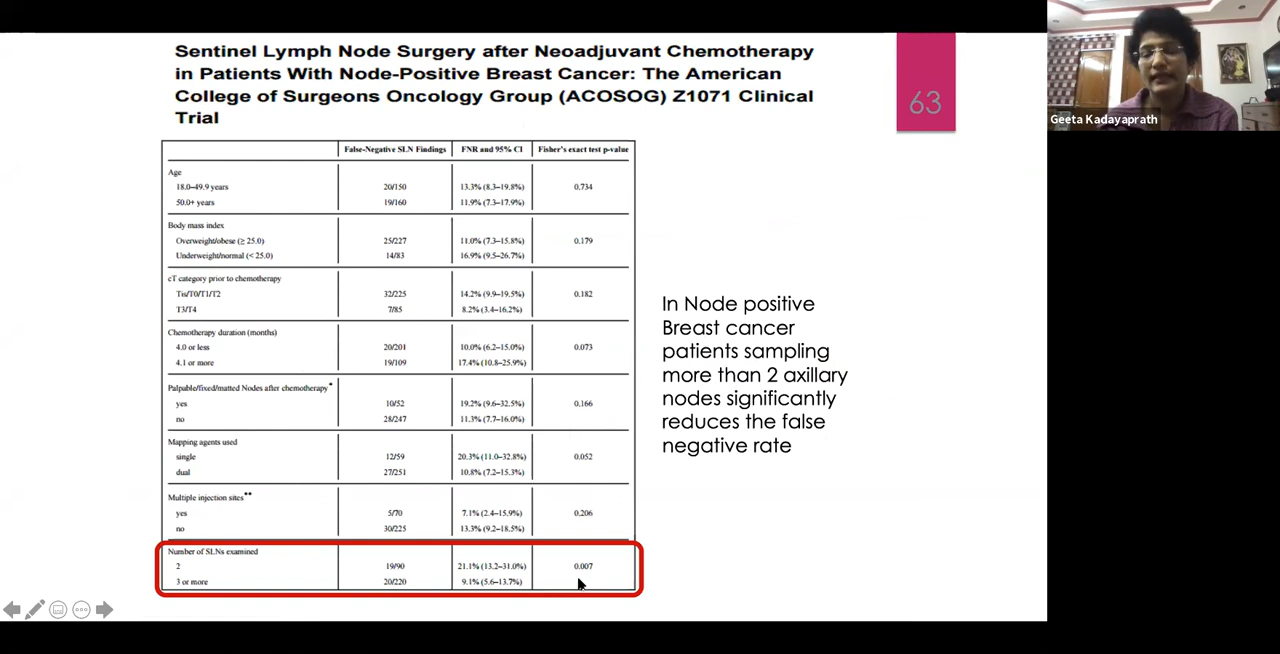 Sentinel Lymph Node Surgery after Neoadjuvant Chemotherapy
in Patients With Node-Positive Breast Cancer: The American
College of Surgeons Oncology Group (ACOSOG) Z1071 Clinical
Trial
63
Geeta Kadayaprath
False-Negative SLN Findings FNR and 95% CI Fisher's exact test p-value
Age
18.0–49.9 years 20/150 13.3% (8.3–19.8%) 0.734
50.0+ years 19/160 11.9% (7.3–17.9%)
Body mass index
Overweight/obese (≥ 25.0) 25/227 11.0% (7.3–15.8%) 0.179
Underweight/normal (< 25.0) 14/83 16.9% (9.5–26.7%)
cT category prior to chemotherapy
Tis/T0/T1/T2 32/225 14.2% (9.9–19.5%) 0.182
T3/T4 7/85 8.2% (3.4–16.2%)
Chemotherapy duration (months)
4.0 or less 20/201 10.0% (6.2–15.0%) 0.073
4.1 or more 19/109 17.4% (10.8–25.9%)
Palpable/fixed/matted Nodes after chemotherapy*
yes 10/52 19.2% (9.6–32.5%) 0.166
no 28/247 11.3% (7.7–16.0%)
Mapping agents used
single 12/59 20.3% (11.0–32.8%) 0.052
dual 27/251 10.8% (7.2–15.3%)
Multiple injection sites**
yes 5/70 7.1% (2.4–15.9%) 0.206
no 30/225 13.3% (9.2–18.5%)
Number of SLNs examined
2 19/90 21.1% (13.2–31.0%) 0.007
3 or more 20/220 9.1% (5.6–13.7%)
In Node positive
Breast cancer
patients sampling
more than 2 axillary
nodes significantly
reduces the false
negative rate